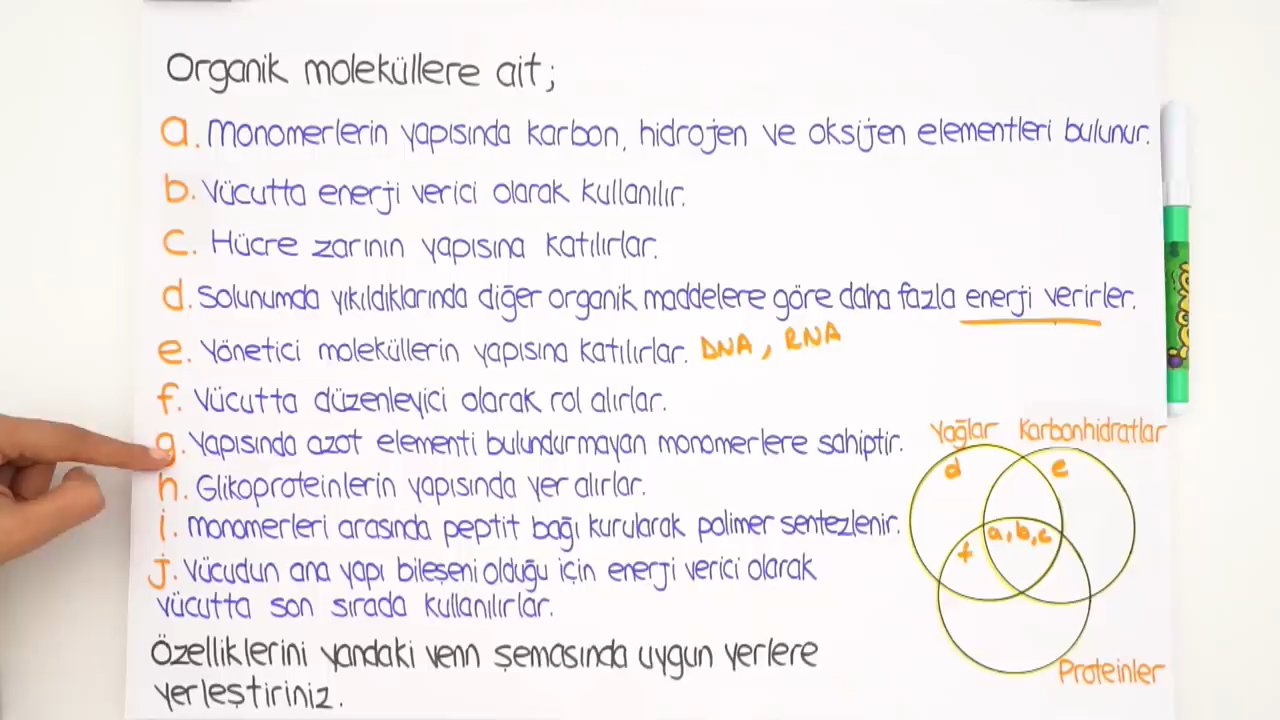 Organik moleküllere ait;
a. Monomerlerin yapısında karbon, hidrojen ve oksijen elementleri bulunur.
b. Vücutta enerji verici olarak kullanılır.
c. Hücre zarının yapısına katılırlar.
d. Solunumda yıkıldıklarında diğer organik maddelere göre daha fazla enerji verirler.
e. Yönetici moleküllerin yapısına katılırlar. DNA, RNA
f. Vücutta düzenleyici olarak rol alırlar.
g. Yapısında azot elementi bulundurmayan monomerlere sahiptir.
h. Glikoproteinlerin yapısında yer alırlar.
i. monomerleri arasında peptit bağı kurularak polimer sentezlenir.
j. Vücudun ana yapı bileşeni olduğu için enerji verici olarak
vücutta son sırada kullanılırlar.
Özelliklerini yandaki venn şemasında uygun yerlere
yerleştiriniz.
Yağlar Karbonhidratlar
d e
a, b, c
f
Proteinler